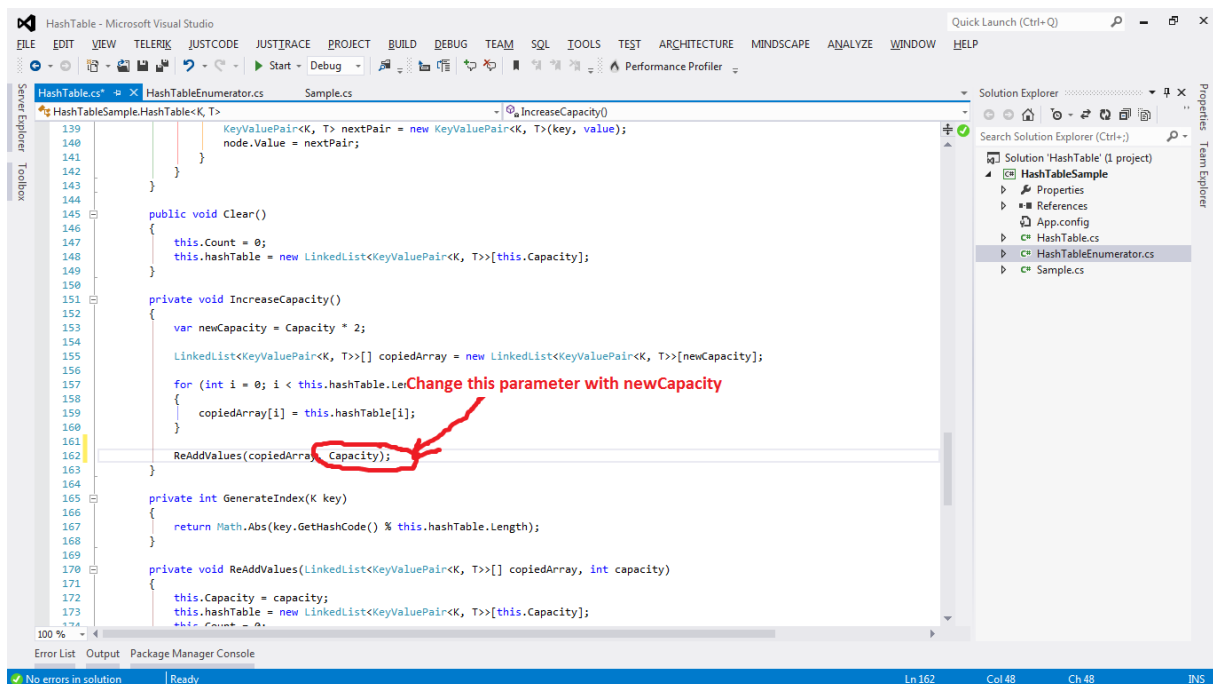 HashTable - Microsoft Visual Studio
Quick Launch (Ctrl+Q)
FILE EDIT VIEW TELERIK JUSTCODE JUSTTRACE PROJECT BUILD DEBUG TEAM SQL TOOLS TEST ARCHITECTURE MINDSCAPE ANALYZE WINDOW HELP
Start Debug Performance Profiler
Server Explorer
Toolbox
HashTable.cs* HashTableEnumerator.cs Sample.cs
HashTableSample.HashTable<K, T> IncreaseCapacity()
139 KeyValuePair<K, T> nextPair = new KeyValuePair<K, T>(key, value);
140 node.Value = nextPair;
141 }
142 }
143 }
144
145 public void Clear()
146 {
147 this.Count = 0;
148 this.hashTable = new LinkedList<KeyValuePair<K, T>>[this.Capacity];
149 }
150
151 private void IncreaseCapacity()
152 {
153 var newCapacity = Capacity * 2;
154
155 LinkedList<KeyValuePair<K, T>>[] copiedArray = new LinkedList<KeyValuePair<K, T>>[newCapacity];
156
157 for (int i = 0; i < this.hashTable.Le
Change this parameter with newCapacity
158 {
159 copiedArray[i] = this.hashTable[i];
160 }
161
162 ReAddValues(copiedArray, Capacity);
163 }
164
165 private int GenerateIndex(K key)
166 {
167 return Math.Abs(key.GetHashCode() % this.hashTable.Length);
168 }
169
170 private void ReAddValues(LinkedList<KeyValuePair<K, T>>[] copiedArray, int capacity)
171 {
172 this.Capacity = capacity;
173 this.hashTable = new LinkedList<KeyValuePair<K, T>>[this.Capacity];
174 this.Count = 0;
100 %
Solution Explorer
Search Solution Explorer (Ctrl+;)
Solution 'HashTable' (1 project)
HashTableSample
Properties
References
App.config
HashTable.cs
HashTableEnumerator.cs
Sample.cs
Properties
Team Explorer
Error List Output Package Manager Console
No errors in solution Ready Ln 162 Col 48 Ch 48 INS